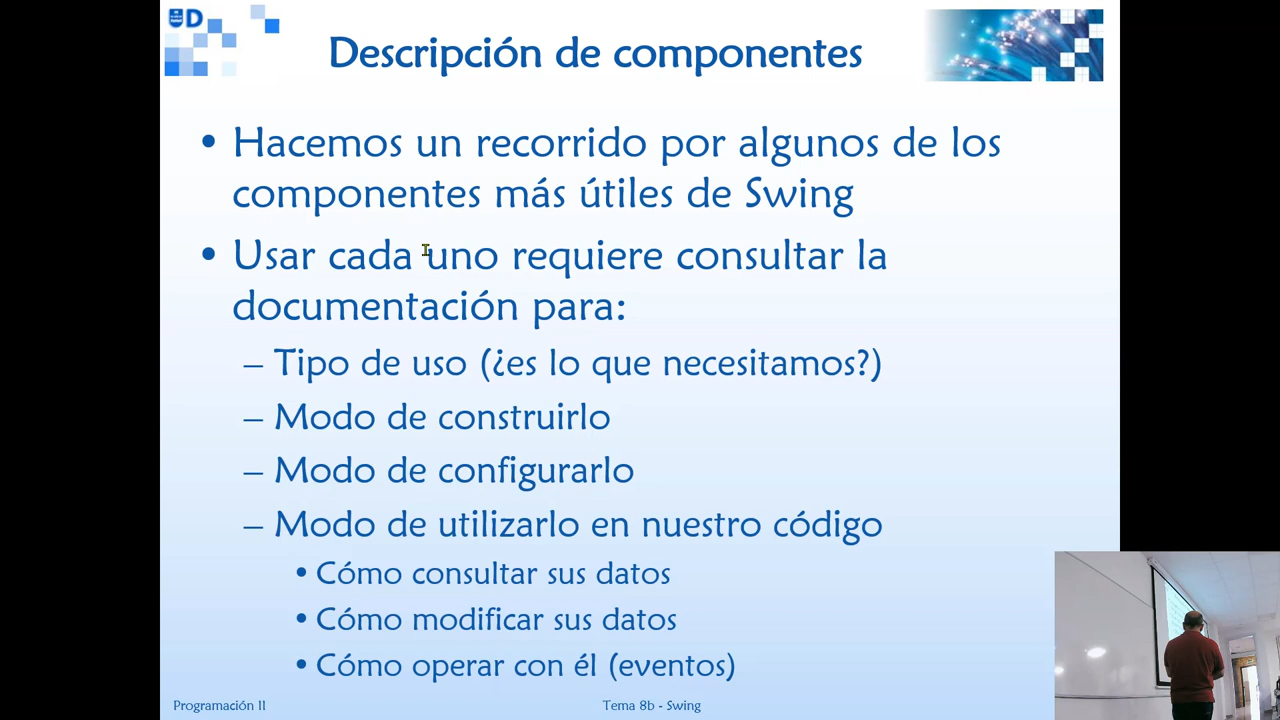 UD
Descripción de componentes
• Hacemos un recorrido por algunos de los
componentes más útiles de Swing
• Usar cada uno requiere consultar la
documentación para:
– Tipo de uso (¿es lo que necesitamos?)
– Modo de construirlo
– Modo de configurarlo
– Modo de utilizarlo en nuestro código
• Cómo consultar sus datos
• Cómo modificar sus datos
• Cómo operar con él (eventos)
Programación II
Tema 8b - Swing